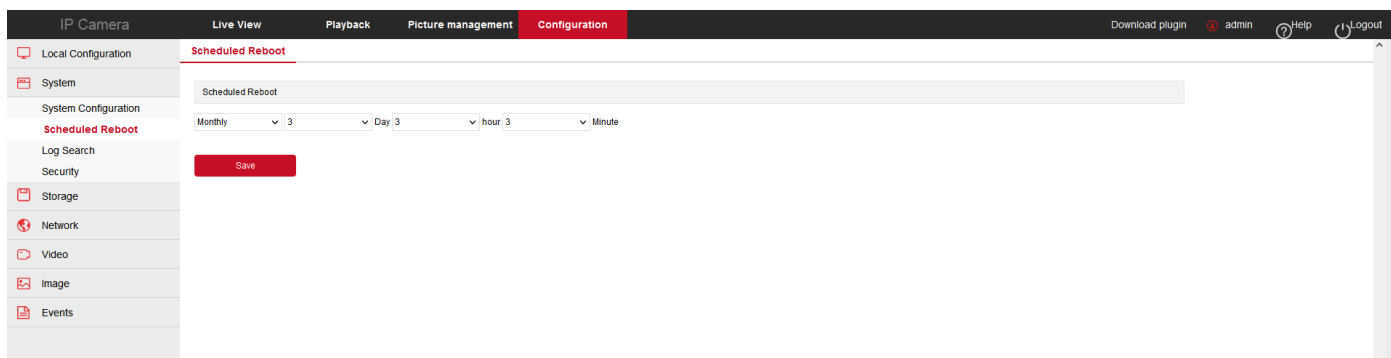 IP Camera Live View Playback Picture management Configuration Download plugin admin Help Logout
Local Configuration
Scheduled Reboot
System
Scheduled Reboot
System Configuration
Monthly 3 Day 3 hour 3 Minute
Scheduled Reboot
Log Search
Save
Security
Storage
Network
Video
Image
Events